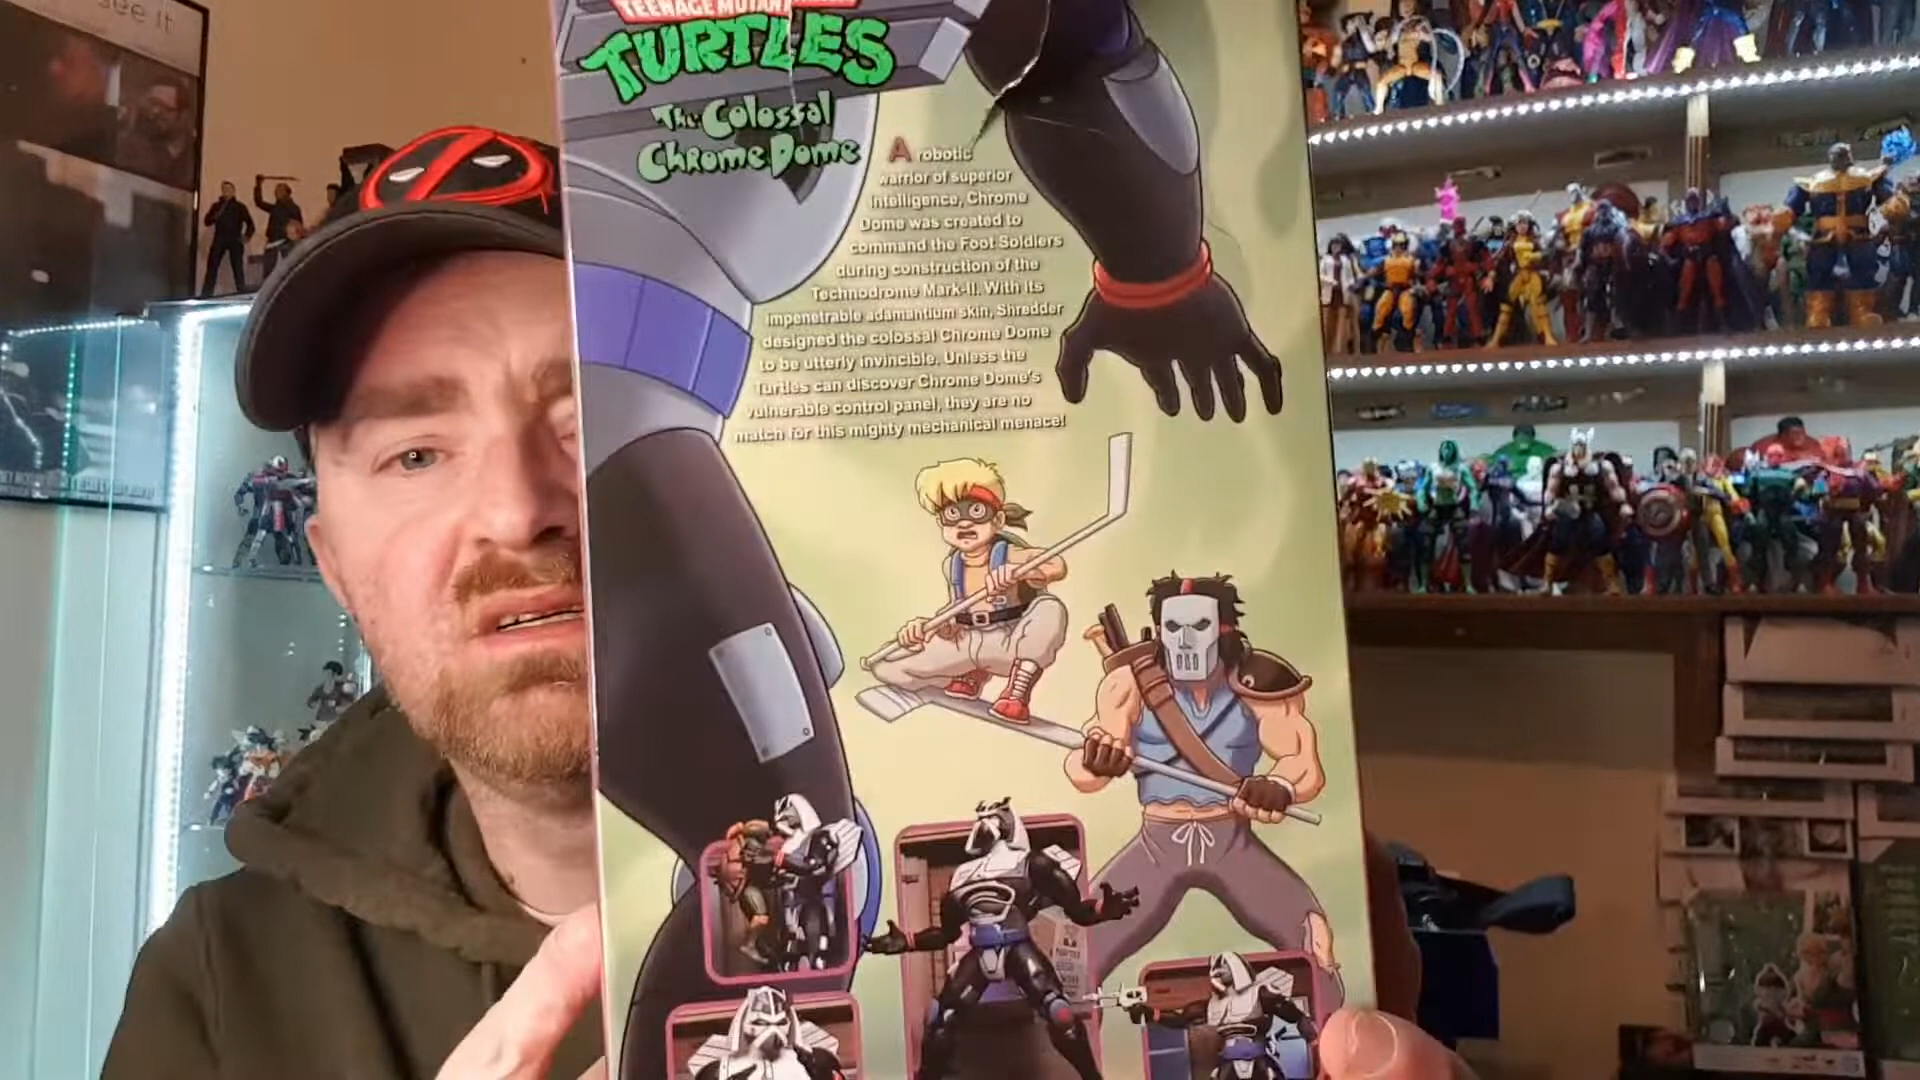 see it
TEENAGE MUTANT
TURTLES
The Colossal
Chrome Dome
A robotic
warrior of superior
intelligence, Chrome
Dome was created to
command the Foot Soldiers
during construction of the
Technodrome Mark-II. With its
impenetrable adamantium skin, Shredder
designed the colossal Chrome Dome
to be utterly invincible. Unless the
Turtles can discover Chrome Dome's
vulnerable control panel, they are no
match for this mighty mechanical menace!